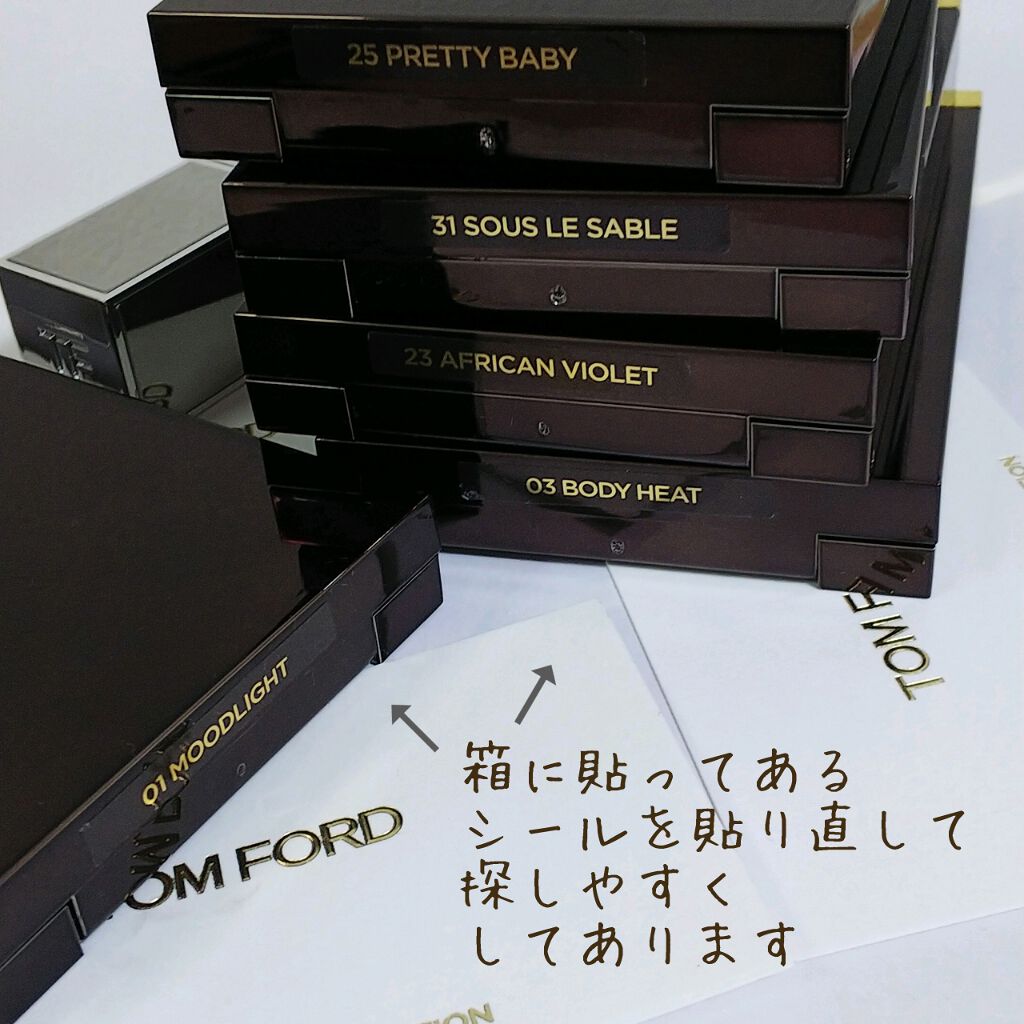 25 PRETTY BABY
31 SOUS LE SABLE
23 AFRICAN VIOLET
03 BODY HEAT
01 MOODLIGHT
TOM F
OM FORD
箱に貼ってある
シールを貼り直して
探しやすく
してあります